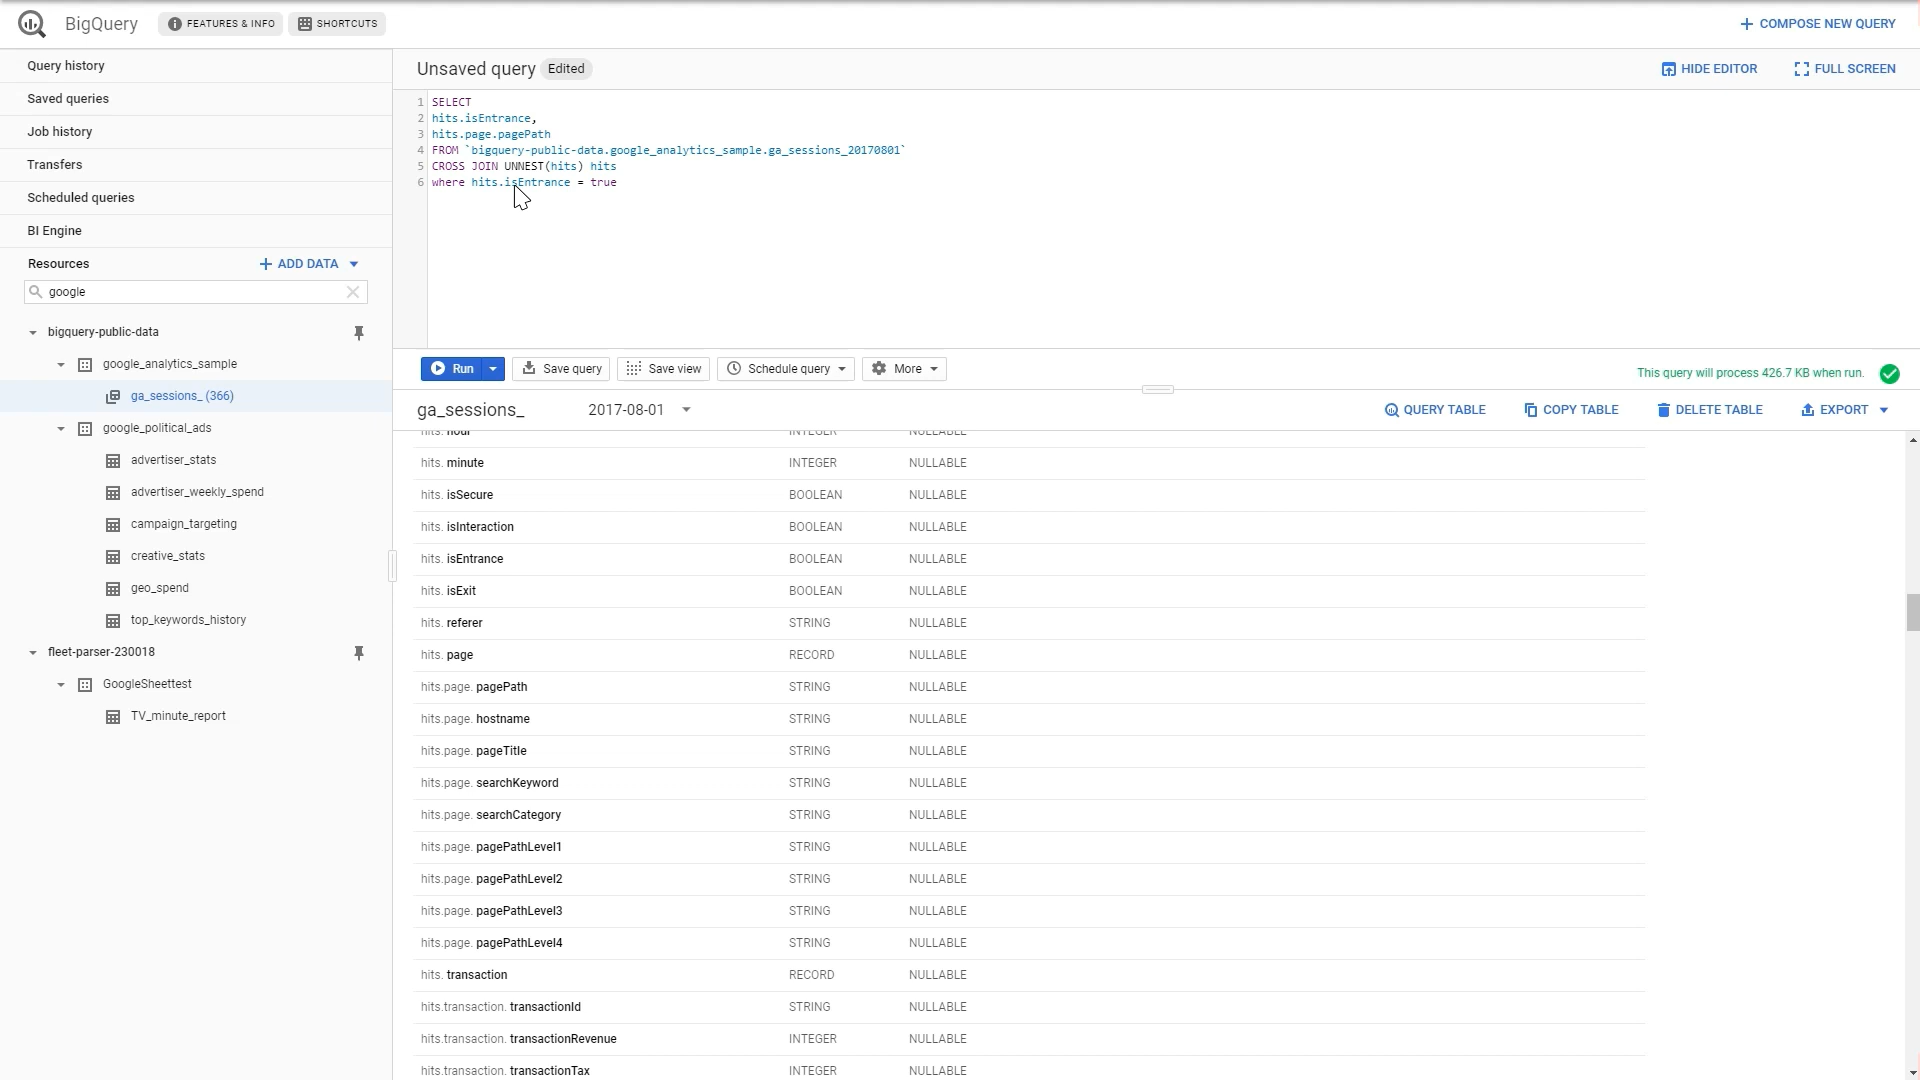 BigQuery
FEATURES & INFO
SHORTCUTS
COMPOSE NEW QUERY
Query history
Saved queries
Job history
Transfers
Scheduled queries
BI Engine
Resources
ADD DATA
google
bigquery-public-data
google_analytics_sample
ga_sessions_ (366)
google_political_ads
advertiser_stats
advertiser_weekly_spend
campaign_targeting
creative_stats
geo_spend
top_keywords_history
fleet-parser-230018
GoogleSheettest
TV_minute_report
Unsaved query Edited
HIDE EDITOR
FULL SCREEN
1 SELECT
2 hits.isEntrance,
3 hits.page.pagePath
4 FROM `bigquery-public-data.google_analytics_sample.ga_sessions_20170801`
5 CROSS JOIN UNNEST(hits) hits
6 where hits.isEntrance = true
Run
Save query
Save view
Schedule query
More
This query will process 426.7 KB when run.
ga_sessions_
2017-08-01
QUERY TABLE
COPY TABLE
DELETE TABLE
EXPORT
hits. hour INTEGER NULLABLE
hits. minute INTEGER NULLABLE
hits. isSecure BOOLEAN NULLABLE
hits. isInteraction BOOLEAN NULLABLE
hits. isEntrance BOOLEAN NULLABLE
hits. isExit BOOLEAN NULLABLE
hits. referer STRING NULLABLE
hits. page RECORD NULLABLE
hits.page. pagePath STRING NULLABLE
hits.page. hostname STRING NULLABLE
hits.page. pageTitle STRING NULLABLE
hits.page. searchKeyword STRING NULLABLE
hits.page. searchCategory STRING NULLABLE
hits.page. pagePathLevel1 STRING NULLABLE
hits.page. pagePathLevel2 STRING NULLABLE
hits.page. pagePathLevel3 STRING NULLABLE
hits.page. pagePathLevel4 STRING NULLABLE
hits. transaction RECORD NULLABLE
hits.transaction. transactionId STRING NULLABLE
hits.transaction. transactionRevenue INTEGER NULLABLE
hits.transaction. transactionTax INTEGER NULLABLE